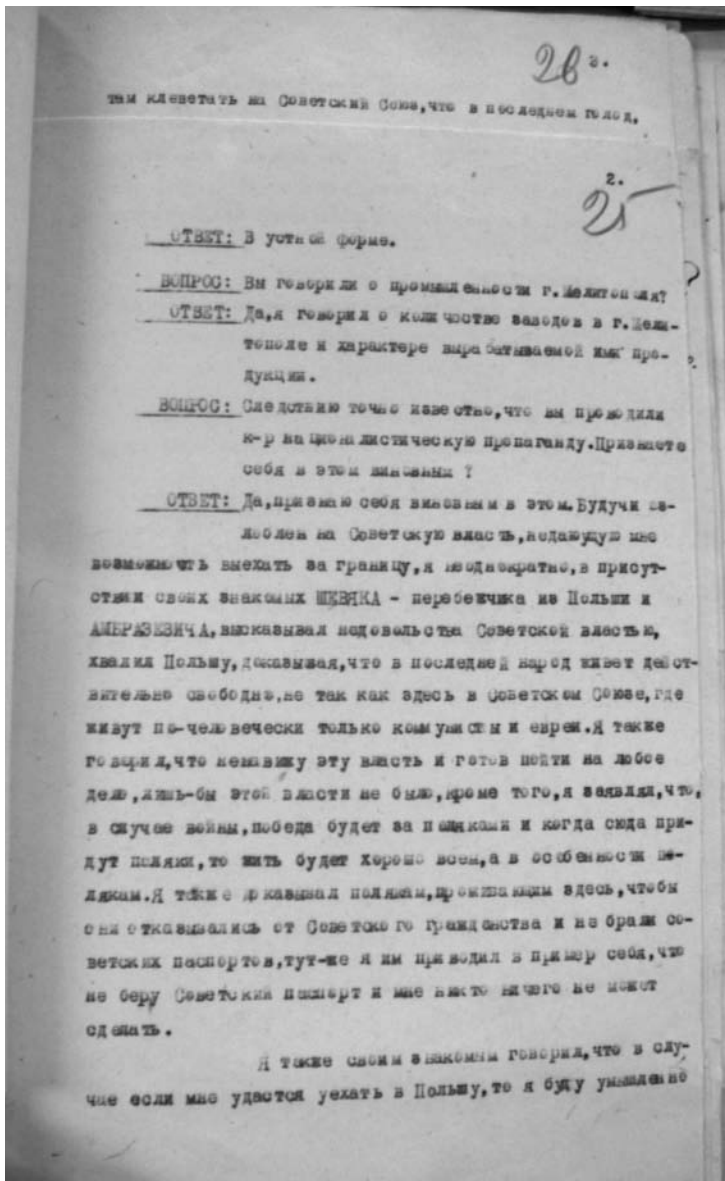 26 3.
там клеветать на Советский Союз,что в последнем голод,
2.
25
ОТВЕТ: В устной форме.
ВОПРОС: Вы говорили о промышленности г.Мелитополя?
ОТВЕТ: Да,я говорил о количестве заводов в г.Мели-
тополе и характере вырабатываемой ими про-
дукции.
ВОПРОС: Следствию точно известно,что вы проводили
к-р националистическую пропаганду.Признаете
себя в этом виновным ?
ОТВЕТ: Да,признаю себя виновным в этом.Будучи оз-
лоблен на Советскую власть,недающую мне
возможность выехать за границу,я неоднократно,в присут-
ствии своих знакомых ШЕВЯКА - перебежчика из Польши и
АМБРАЗЕВИЧА,высказывал недовольства Советской властью,
хвалил Польшу,доказывая,что в последней народ живет дейст-
вительно свободно,не так как здесь в Советском Союзе,где
живут по-человечески только коммунисты и евреи.Я также
говорил,что ненавижу эту власть и готов пойти на любое
дело,лишь-бы этой власти не было,кроме того,я заявлял,что,
в случае войны,победа будет за поляками и когда сюда при-
дут поляки,то жить будет хорошо всем,а в особенности по-
лякам.Я также доказывал полякам,проживающим здесь,чтобы
они отказывались от Советского гражданства и не брали со-
ветских паспортов,тут-же я им приводил в пример себя,что
не беру Советский паспорт и мне никто ничего не может
сделать.
Я также своим знакомым говорил,что в слу-
чае если мне удастся уехать в Польшу,то я буду умышленно